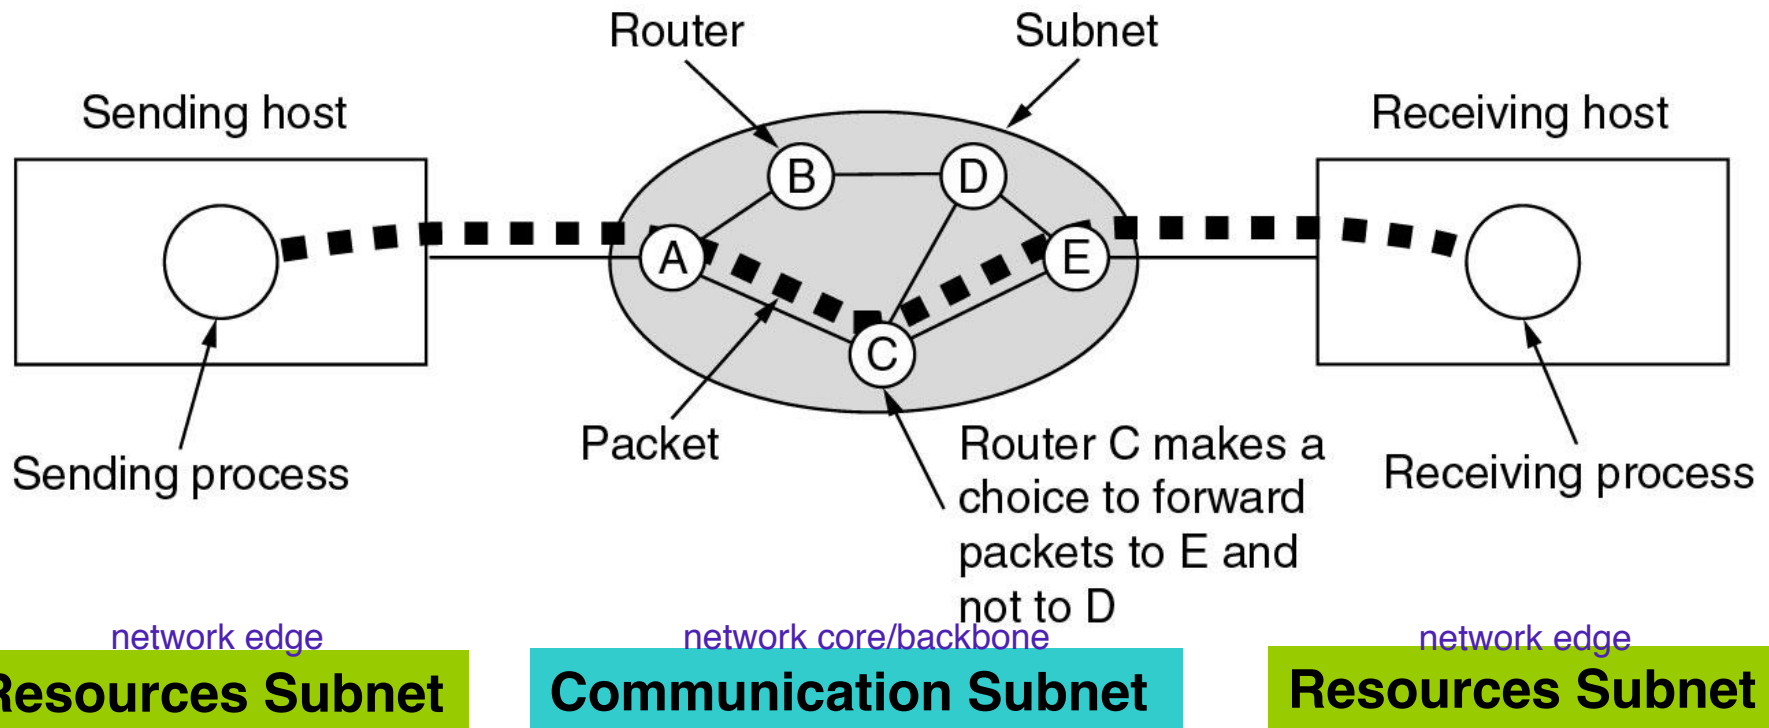 Router
Subnet
Sending host
Receiving host
B
D
A
E
C
Packet
Router C makes a
choice to forward
packets to E and
not to D
Sending process
Receiving process
network edge
network core/backbone
network edge
Resources Subnet
Communication Subnet
Resources Subnet